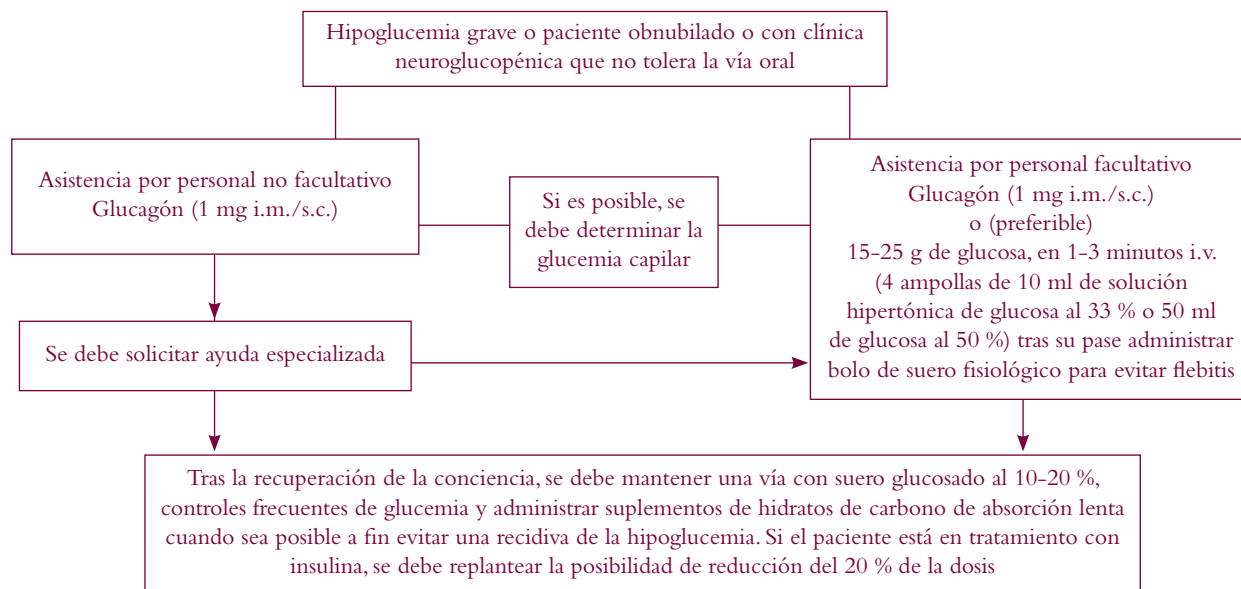 Hipoglucemia grave o paciente obnubilado o con clínica
neuroglucopénica que no tolera la vía oral
Asistencia por personal no facultativo
Glucagón (1 mg i.m./s.c.)
Si es posible, se
debe determinar la
glucemia capilar
Asistencia por personal facultativo
Glucagón (1 mg i.m./s.c.)
o (preferible)
15-25 g de glucosa, en 1-3 minutos i.v.
(4 ampollas de 10 ml de solución
hipertónica de glucosa al 33 % o 50 ml
de glucosa al 50 %) tras su pase administrar
bolo de suero fisiológico para evitar flebitis
Se debe solicitar ayuda especializada
Tras la recuperación de la conciencia, se debe mantener una vía con suero glucosado al 10-20 %,
controles frecuentes de glucemia y administrar suplementos de hidratos de carbono de absorción lenta
cuando sea posible a fin evitar una recidiva de la hipoglucemia. Si el paciente está en tratamiento con
insulina, se debe replantear la posibilidad de reducción del 20 % de la dosis